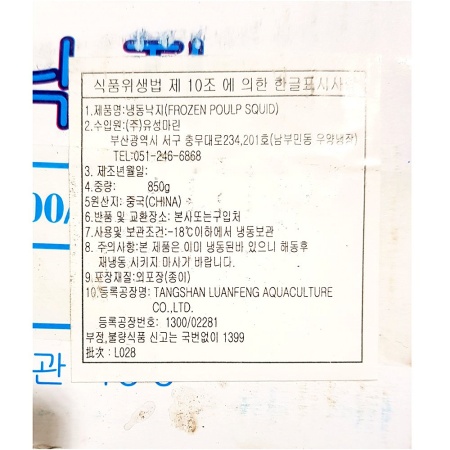 낙지
식품위생법 제 10조 에 의한 한글표시사
1.제품명:냉동낙지(FROZEN POULP SQUID)
2.수입원:(주)유성마린
부산광역시 서구 충무대로234,201호(남부민동 우양냉장)
TEL:051-246-6868
3. 제조년월일:
4.중량: 850g
5원산지: 중국(CHINA)
6.반품 및 교환장소: 본사또는구입처
7.사용및 보관조건:-18℃이하에서 냉동보관
8. 주의사항:본 제품은 이미 냉동된바 있으니 해동후
재냉동 시키지 마시기 바랍니다.
9.포장재질:외포장(종이)
10.등록공장명: TANGSHAN LUANFENG AQUACULTURE
CO.,LTD.
등록공장번호: 1300/02281
부정,불량식품 신고는 국번없이 1399
批次: L028
00/
관